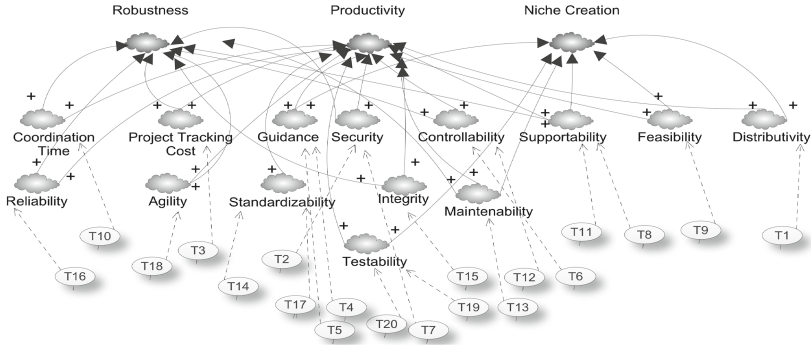 Robustness
Productivity
Niche Creation
+ + + + + + + + + + + + + +
Coordination
Time
Project Tracking
Cost
Guidance
Security
Controllability
Supportability
Feasibility
Distributivity
+ + + + + + + + +
Reliability
Agility
Standardizability
Integrity
Maintenability
+ +
Testability
T10
T16
T18
T3
T14
T2
T17
T4
T5
T20
T7
T15
T19
T12
T13
T6
T11
T8
T9
T1